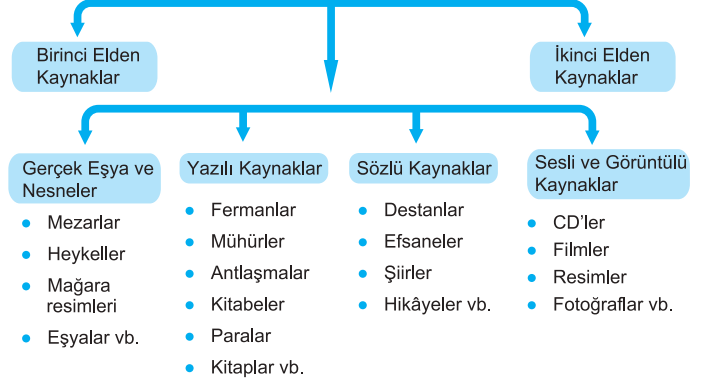 Birinci Elden
Kaynaklar
İkinci Elden
Kaynaklar
Gerçek Eşya ve
Nesneler
Mezarlar
Heykeller
Mağara
resimleri
Eşyalar vb.
Yazılı Kaynaklar
Fermanlar
Mühürler
Antlaşmalar
Kitabeler
Paralar
Kitaplar vb.
Sözlü Kaynaklar
Destanlar
Efsaneler
Şiirler
Hikâyeler vb.
Sesli ve Görüntülü
Kaynaklar
CD’ler
Filmler
Resimler
Fotoğraflar vb.